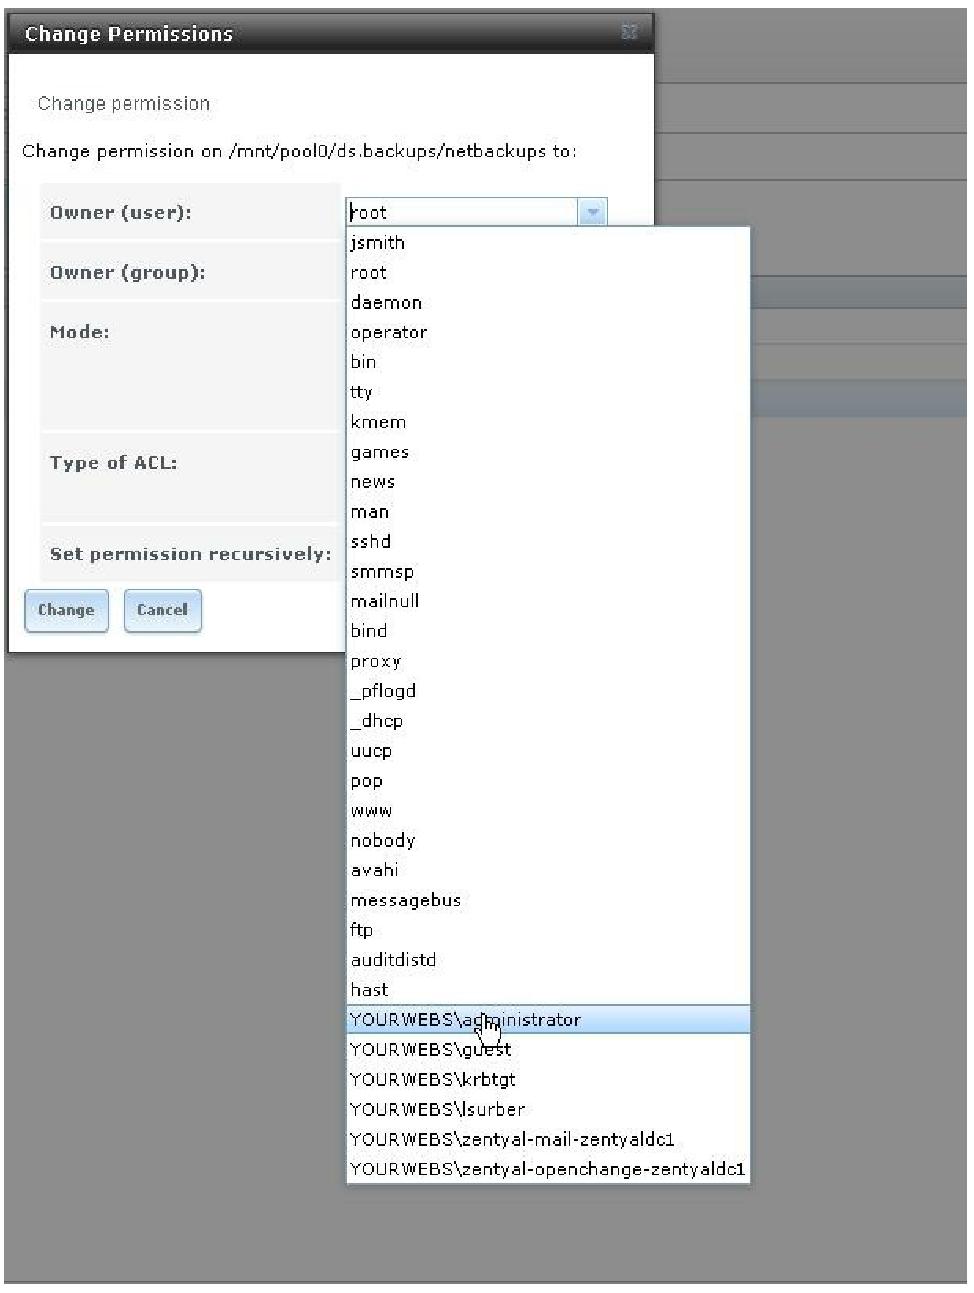 Change Permissions
Change permission
Change permission on /mnt/pool0/ds.backups/netbackups to:
Owner (user):
root
Owner (group):
Mode:
Type of ACL:
Set permission recursively:
Change
Cancel
jsmith
root
daemon
operator
bin
tty
kmem
games
news
man
sshd
smmsp
mailnull
bind
proxy
_pflogd
_dhcp
uucp
pop
www
nobody
avahi
messagebus
ftp
auditdistd
hast
YOURWEBS\administrator
YOURWEBS\guest
YOURWEBS\krbtgt
YOURWEBS\lsurber
YOURWEBS\zentyal-mail-zentyaldc1
YOURWEBS\zentyal-openchange-zentyaldc1